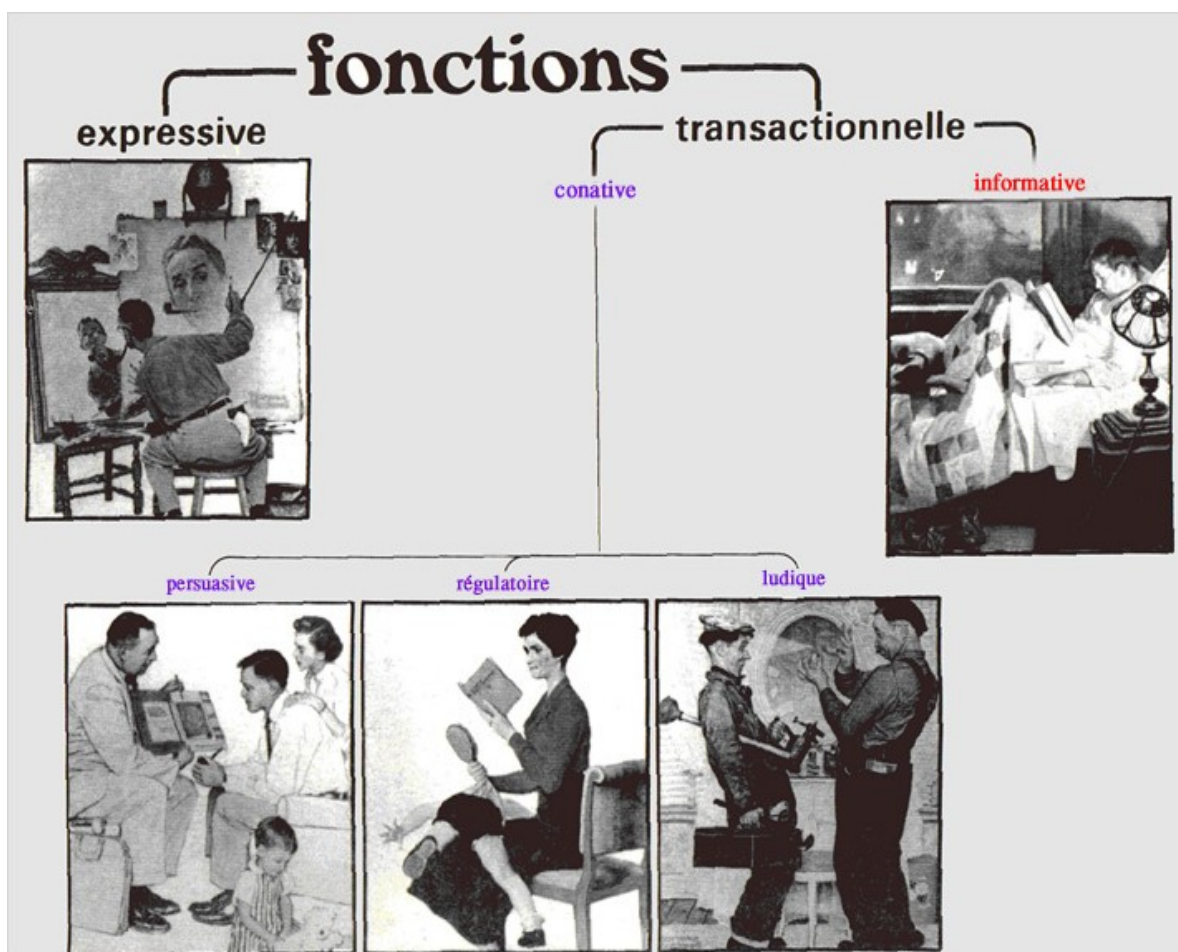 fonctions
expressive
transactionnelle
conative
informative
persuasive
régulatoire
ludique